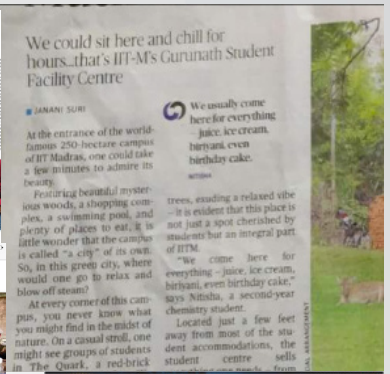 We could sit here and chill for
hours...that's IIT-M's Gurunath Student
Facility Centre
JANANI SURI
At the entrance of the world-
famous 250-hectare campus
of IIT Madras, one could take
a few minutes to admire its
beauty.
Featuring beautiful myster-
ious woods, a shopping com-
plex, a swimming pool, and
plenty of places to eat, it is
little wonder that the campus
is called "a city" of its own.
So, in this green city, where
would one go to relax and
blow off steam?
At every corner of this cam-
pus, you never know what
you might find in the midst of
nature. On a casual stroll, one
might see groups of students
in The Quark, a red-brick
We usually come
here for everything
– juice, ice cream,
biriyani, even
birthday cake.
NITISHA
trees, exuding a relaxed vibe
– it is evident that this place is
not just a spot cherished by
students but an integral part
of IITM.
"We come here for
everything – juice, ice cream,
biriyani, even birthday cake,"
says Nitisha, a second-year
chemistry student.
Located just a few feet
away from most of the stu-
dent accommodations, the
student centre sells
ARRANGEMENT